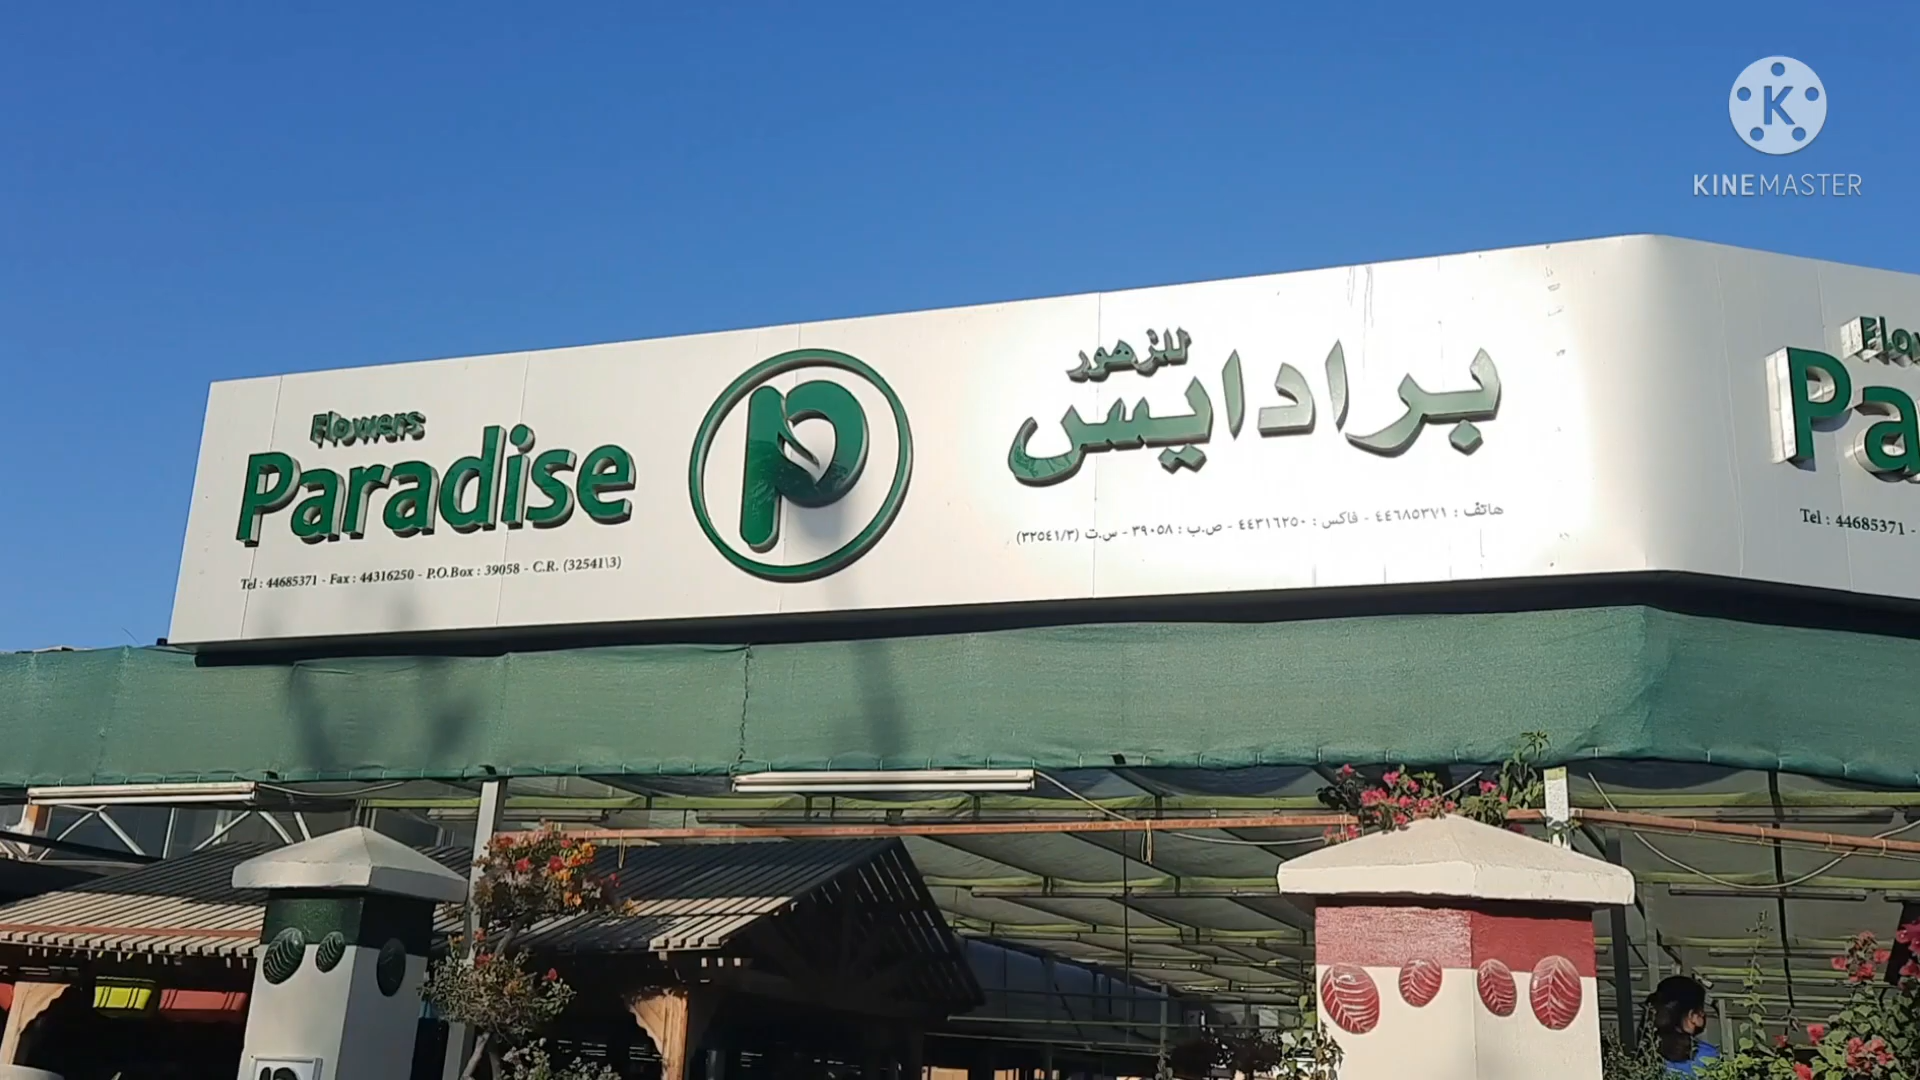 K
KINEMASTER
Flowers
Paradise
Tel : 44685371 - Fax : 44316250 - P.O.Box : 39058 - C.R. (32541\3)
للزهور
برادايس
هاتف : ٤٤٦٨٥٣٧١ - فاكس : ٤٤٣١٦٢٥٠ - ص.ب : ٣٩٠٥٨ - س.ت (٣٢٥٤١/٣)
Flow
Pa
Tel : 44685371 -